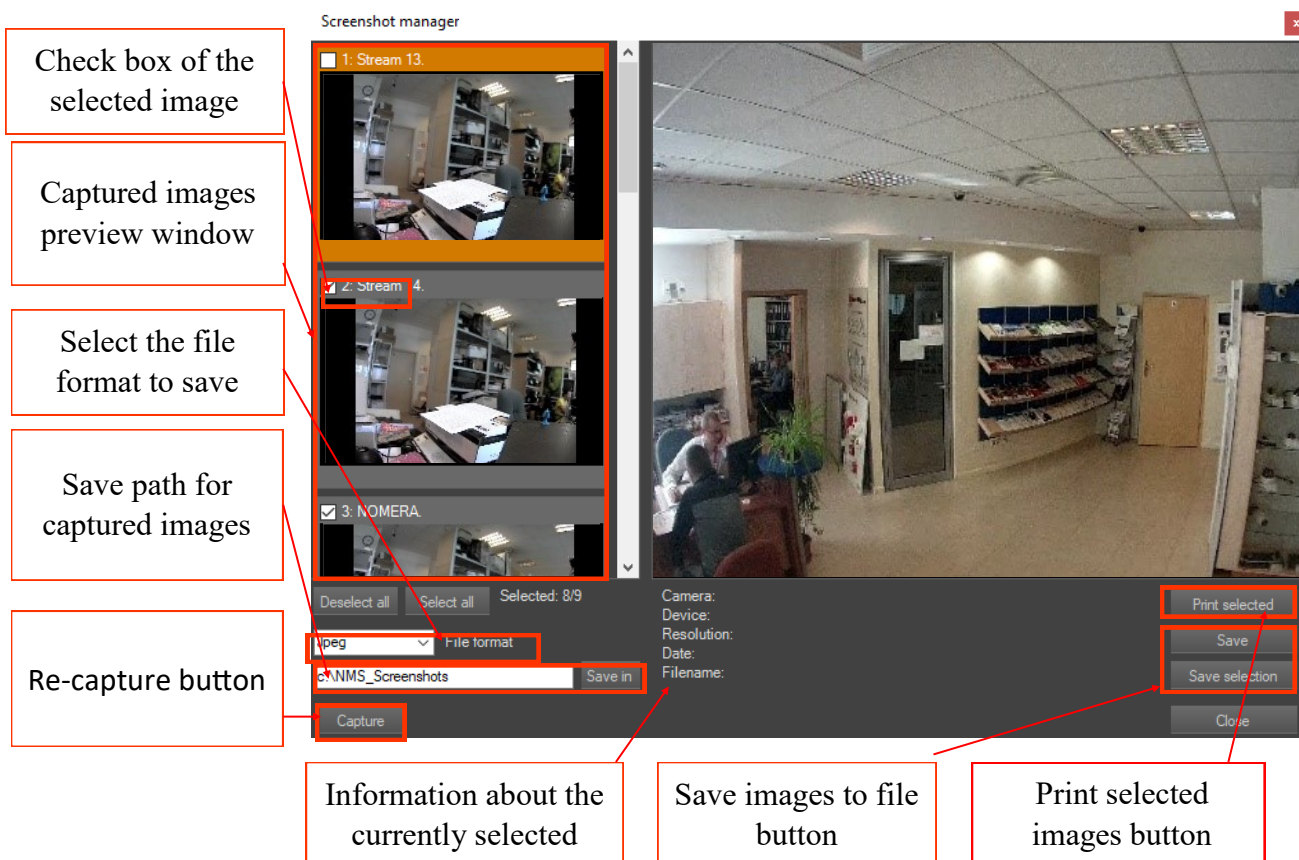 Screenshot manager
x
Check box of the
selected image
Captured images
preview window
Select the file
format to save
Save path for
captured images
Re-capture button
1: Stream 13.
2: Stream 4.
3: NOMERA.
Deselect all
Select all
Selected: 8/9
Jpeg
File format
c:\NMS_Screenshots
Save in
Capture
Camera:
Device:
Resolution:
Date:
Filename:
Print selected
Save
Save selection
Close
Information about the
currently selected
Save images to file
button
Print selected
images button